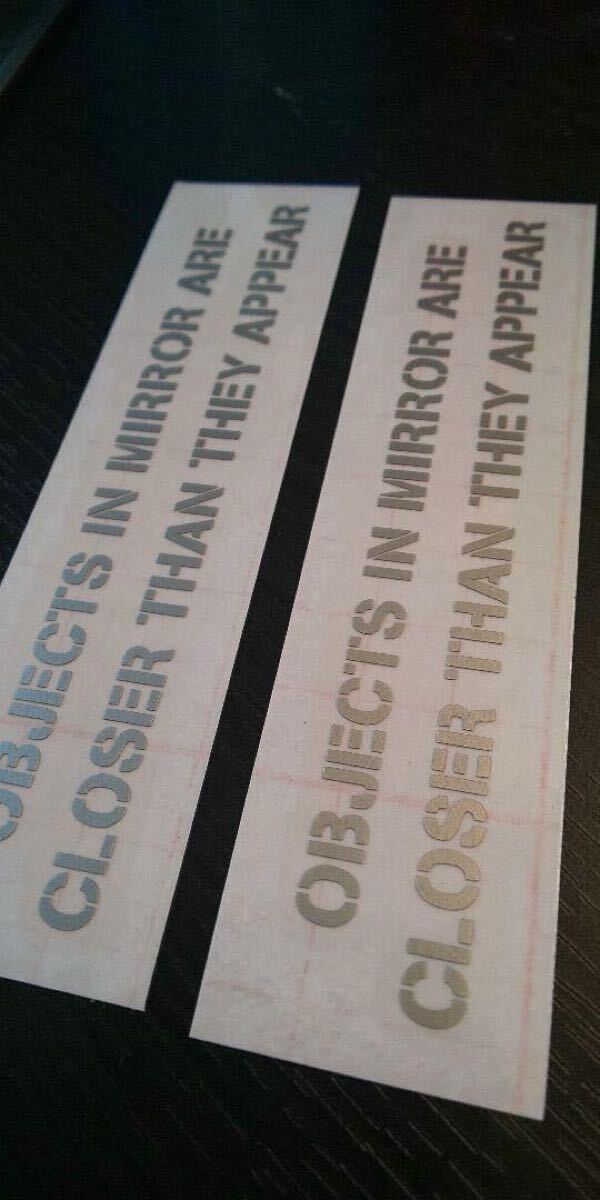 OBJECTS IN MIRROR ARE
CLOSER THAN THEY APPEAR
OBJECTS IN MIRROR ARE
CLOSER THAN THEY APPEAR